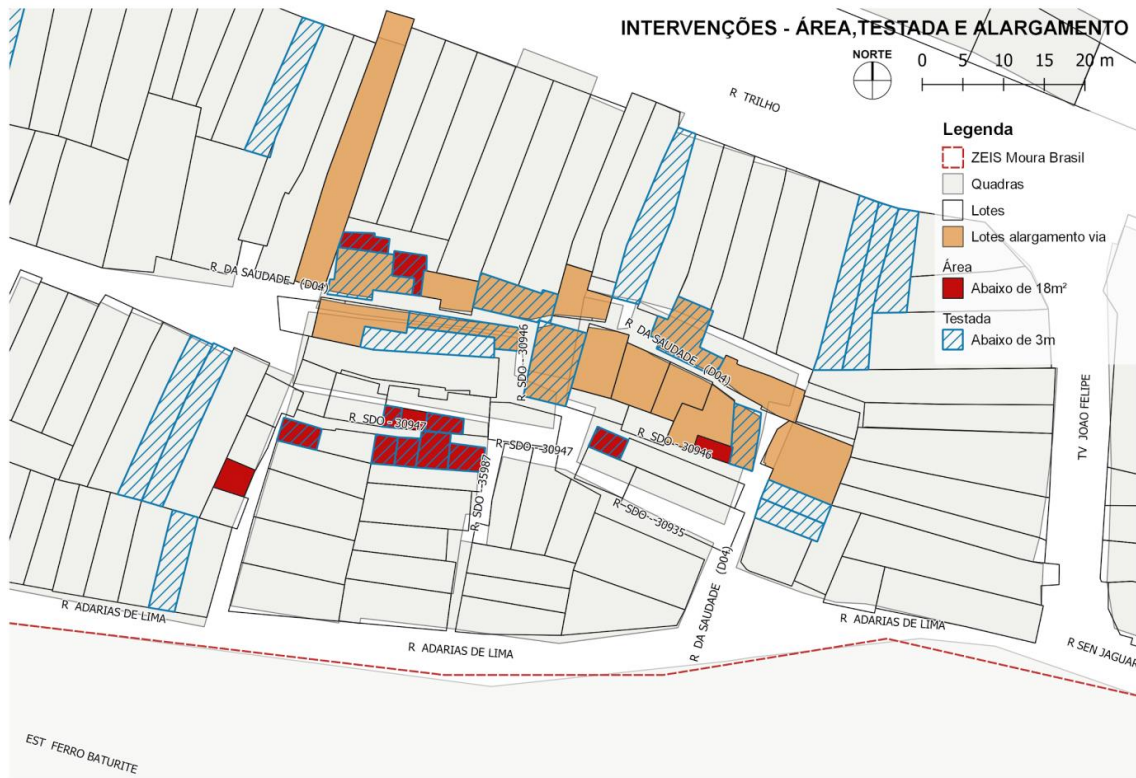 INTERVENÇÕES - ÁREA,TESTADA E ALARGAMENTO
NORTE
0 5 10 15 20 m
R TRILHO
Legenda
ZEIS Moura Brasil
Quadras
Lotes
Lotes alargamento via
Área
Abaixo de 18m²
Testada
Abaixo de 3m
R DA SAUDADE (D04)
R DA SAUDADE (D04)
R SDO - 30946
R SDO - 30947
R SDO - 30947
R SDO - 30946
R SDO - 35987
R SDO - 30935
R DA SAUDADE (D04)
TV JOAO FELIPE
R ADARIAS DE LIMA
R ADARIAS DE LIMA
R ADARIAS DE LIMA
R SEN JAGUAR
EST FERRO BATURITE